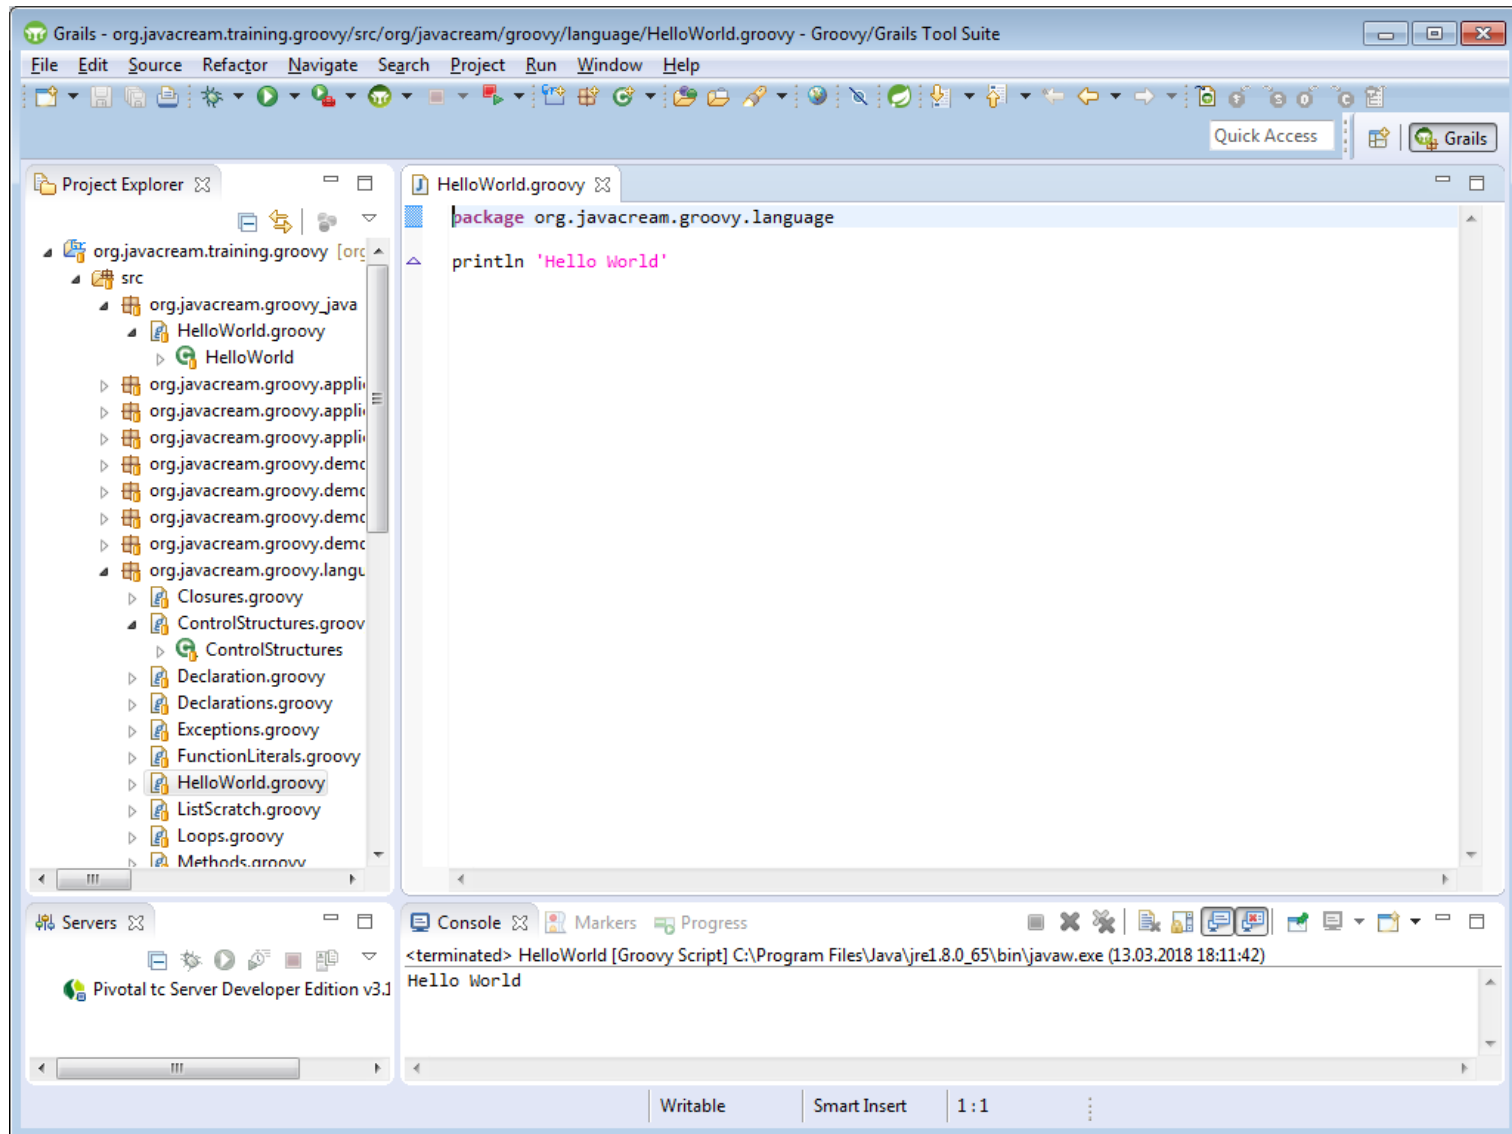 Grails - org.javacream.training.groovy/src/org/javacream/groovy/language/HelloWorld.groovy - Groovy/Grails Tool Suite
File Edit Source Refactor Navigate Search Project Run Window Help
Quick Access
Grails
Project Explorer
org.javacream.training.groovy [org
src
org.javacream.groovy_java
HelloWorld.groovy
HelloWorld
org.javacream.groovy.appli
org.javacream.groovy.appli
org.javacream.groovy.appli
org.javacream.groovy.demo
org.javacream.groovy.demo
org.javacream.groovy.demo
org.javacream.groovy.demo
org.javacream.groovy.langu
Closures.groovy
ControlStructures.groov
ControlStructures
Declaration.groovy
Declarations.groovy
Exceptions.groovy
FunctionLiterals.groovy
HelloWorld.groovy
ListScratch.groovy
Loops.groovy
Methods.groovy
HelloWorld.groovy
package org.javacream.groovy.language
println 'Hello World'
Servers
Pivotal tc Server Developer Edition v3.1
Console Markers Progress
<terminated> HelloWorld [Groovy Script] C:\Program Files\Java\jre1.8.0_65\bin\javaw.exe (13.03.2018 18:11:42)
Hello World
Writable Smart Insert 1 : 1